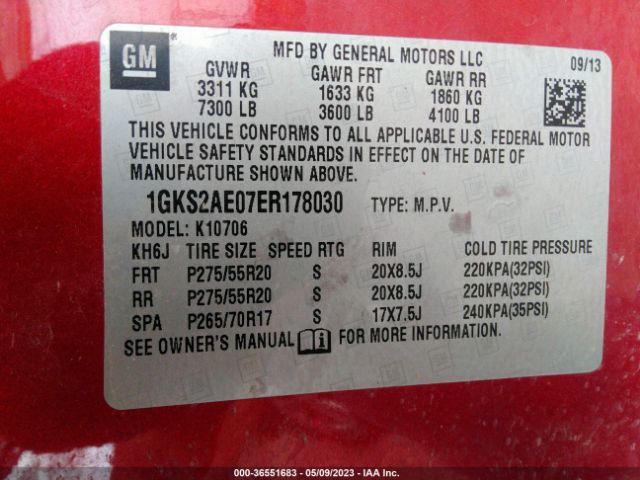 GM
MFD BY GENERAL MOTORS LLC 09/13
GVWR GAWR FRT GAWR RR
3311 KG 1633 KG 1860 KG
7300 LB 3600 LB 4100 LB
THIS VEHICLE CONFORMS TO ALL APPLICABLE U.S. FEDERAL MOTOR
VEHICLE SAFETY STANDARDS IN EFFECT ON THE DATE OF
MANUFACTURE SHOWN ABOVE.
1GKS2AE07ER178030 TYPE: M.P.V.
MODEL: K10706
KH6J TIRE SIZE SPEED RTG RIM COLD TIRE PRESSURE
FRT P275/55R20 S 20X8.5J 220KPA(32PSI)
RR P275/55R20 S 20X8.5J 220KPA(32PSI)
SPA P265/70R17 S 17X7.5J 240KPA(35PSI)
SEE OWNER'S MANUAL FOR MORE INFORMATION.
000-36551683 - 05/09/2023 - IAA Inc.